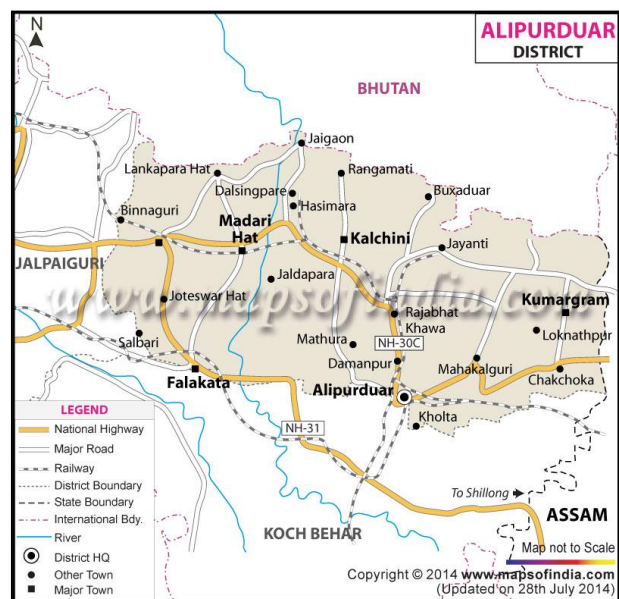 N
ALIPURDUAR
DISTRICT
BHUTAN
Jaigaon
Lankapara Hat
Rangamati
Dalsingpare
Buxaduar
Hasimara
Binnaguri
Madari
Hat
Kalchini
Jayanti
JALPAIGURI
Jaldapara
www.mapsofindia.com
Joteswar Hat
Kumargram
Rajabhat
Khawa
Loknathpur
Salbari
Mathura
NH-30C
Damanpur
Mahakalguri
Falakata
Chakchoka
Alipurduar
Kholta
LEGEND
National Highway
Major Road
Railway
District Boundary
State Boundary
International Bdy.
River
District HQ
Other Town
Major Town
NH-31
To Shillong
ASSAM
KOCH BEHAR
Map not to Scale
Copyright © 2014 www.mapsofindia.com
(Updated on 28th July 2014)